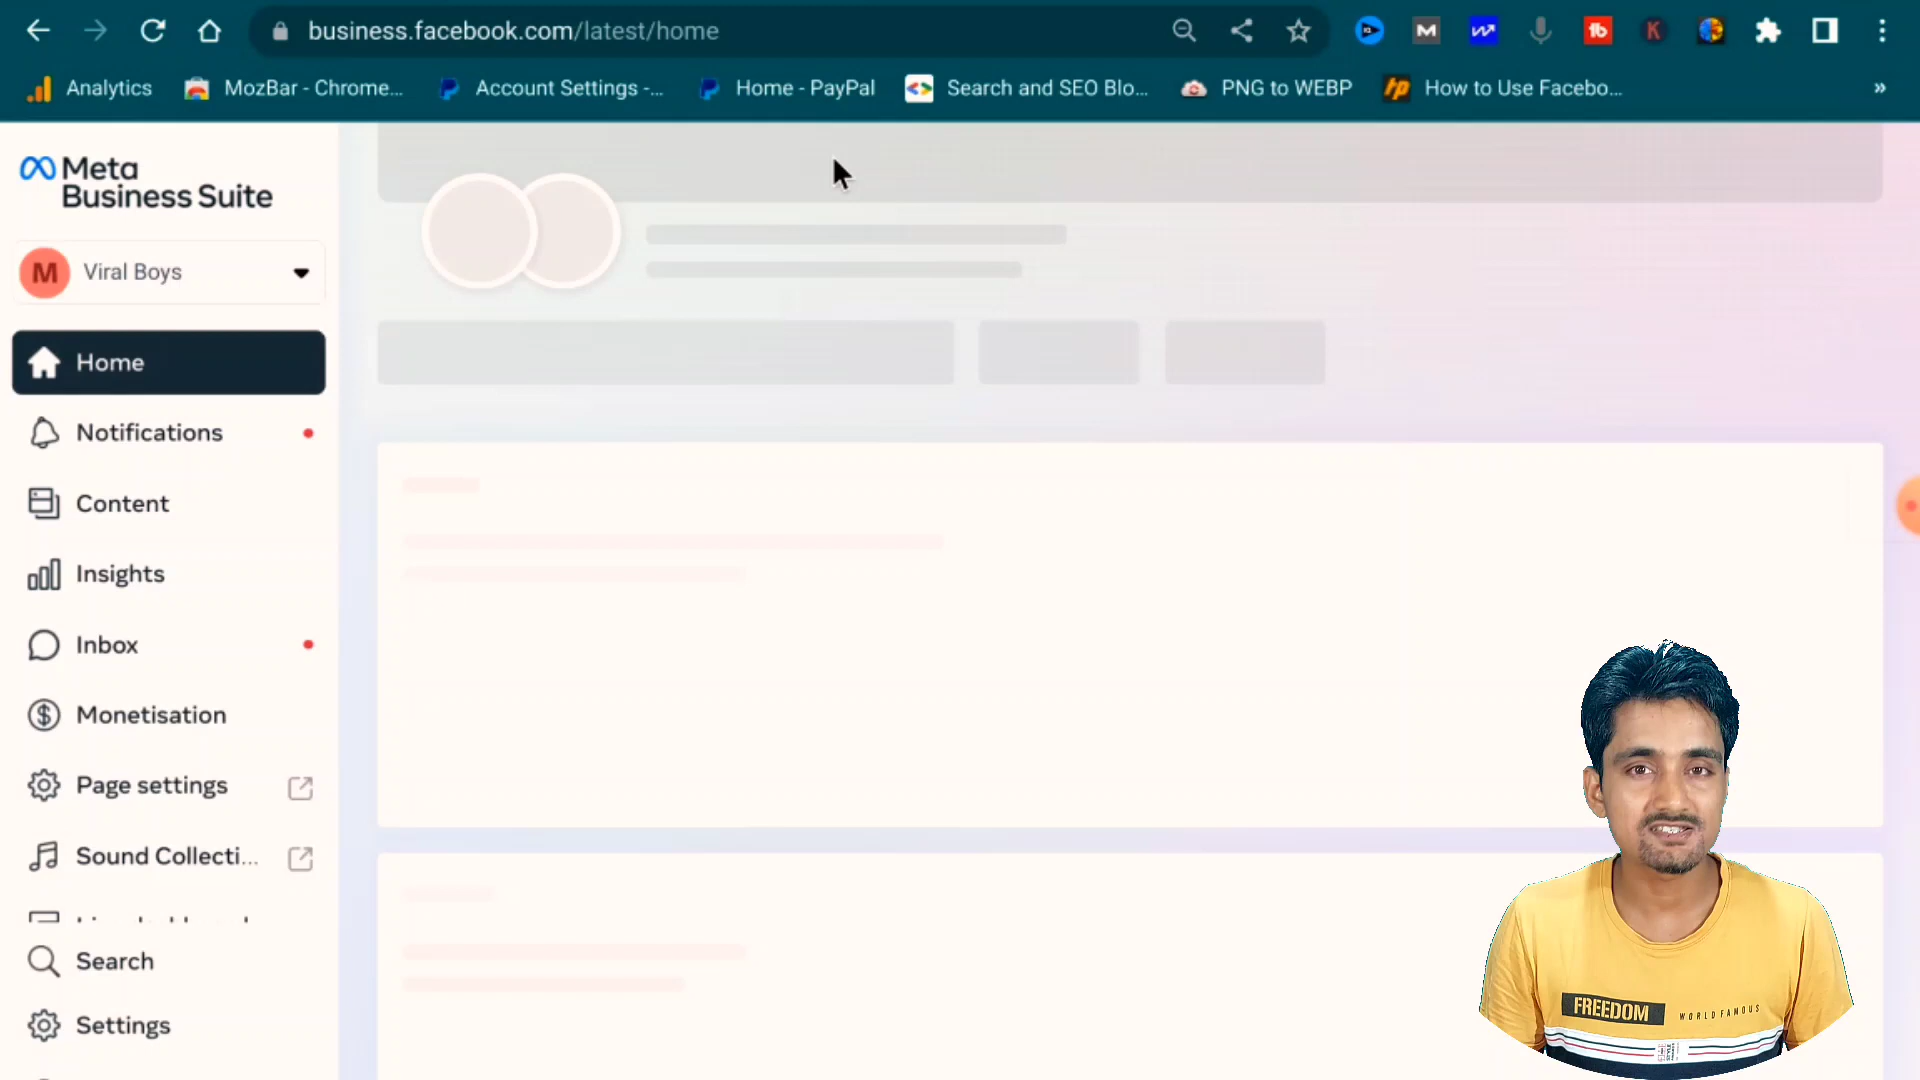 business.facebook.com/latest/home
Analytics
MozBar - Chrome...
Account Settings -...
Home - PayPal
Search and SEO Blo...
PNG to WEBP
How to Use Facebo...
»
Meta
Business Suite
M Viral Boys
Home
Notifications
Content
Insights
Inbox
Monetisation
Page settings
Sound Collecti...
Search
Settings
FREEDOM WORLD FAMOUS